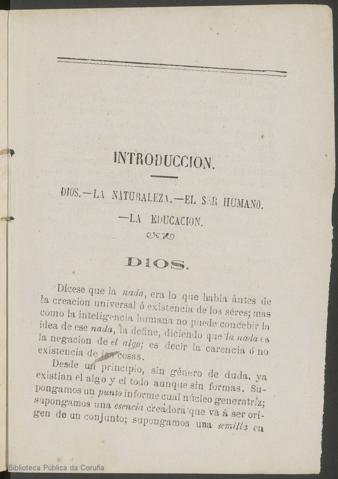 INTRODUCCION.
DIOS.—LA NATURALEZA.—EL SER HUMANO.
—LA EDUCACION.
DIOS.
Dícese que la nada, era lo que habia ántes de
la creacion universal ó existencia de los séres; mas
como la inteligencia humana no puede concebir la
idea de ese nada, la define, diciendo que la nada es
la negacion de el algo; es decir la carencia ó no
existencia de las cosas.
Desde un principio, sin género de duda, ya
existian el algo y el todo aunque sin formas. Su-
pongamos un punto informe cual núcleo generatriz;
supongamos una esencia creadora que vá á ser orí-
gen de un conjunto; supongamos una semilla en
Biblioteca Pública da Coruña